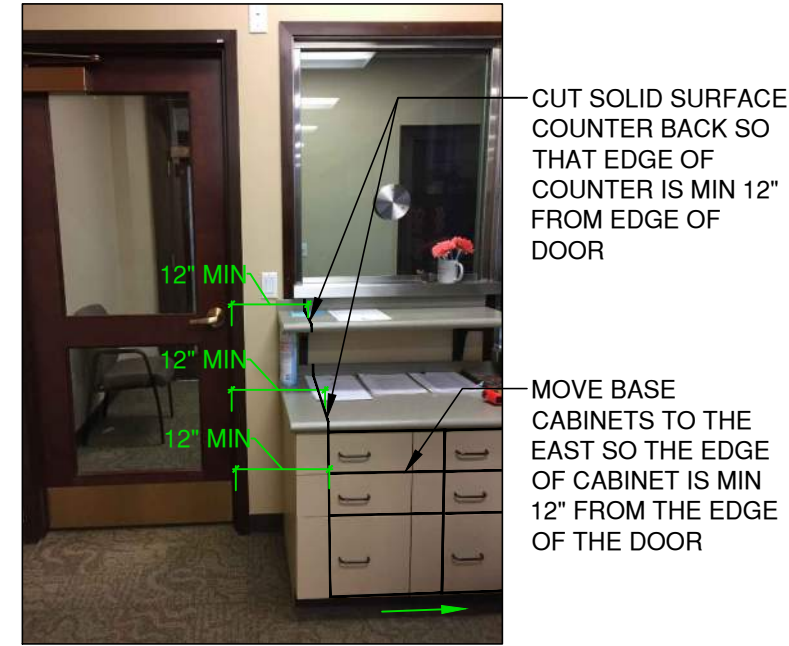 CUT SOLID SURFACE
COUNTER BACK SO
THAT EDGE OF
COUNTER IS MIN 12"
FROM EDGE OF
DOOR
12" MIN
12" MIN
MOVE BASE
CABINETS TO THE
EAST SO THE EDGE
OF CABINET IS MIN
12" FROM THE EDGE
OF THE DOOR
12" MIN